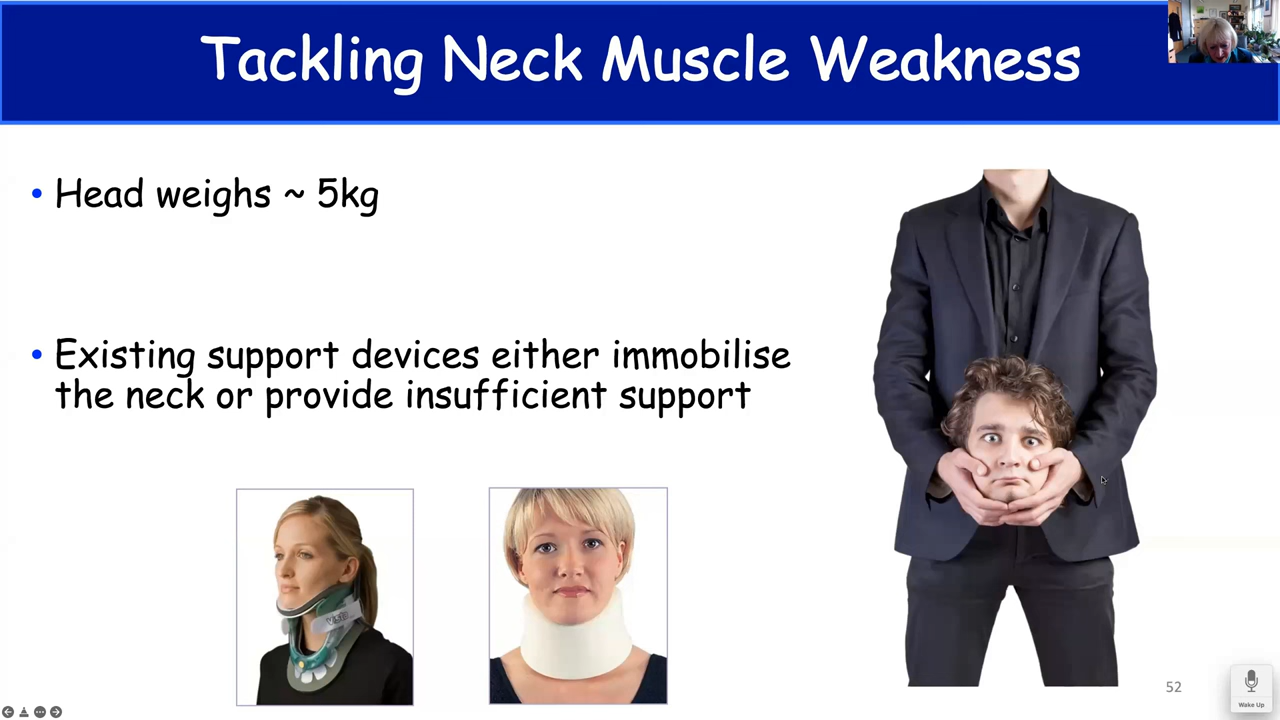 Tackling Neck Muscle Weakness
• Head weighs ~ 5kg
• Existing support devices either immobilise
the neck or provide insufficient support
52
Wake Up